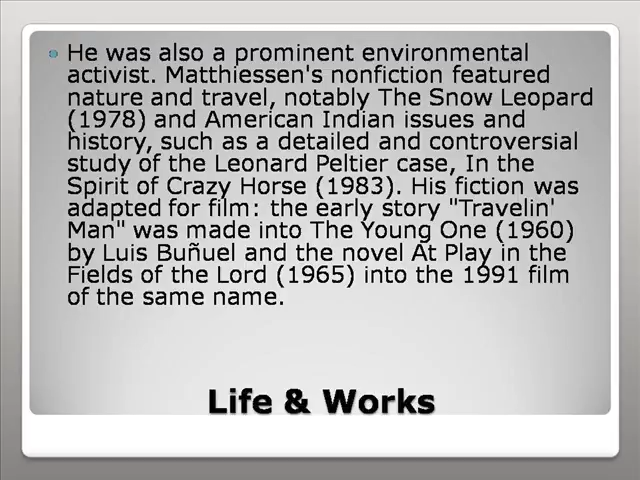 He was also a prominent environmental
activist. Matthiessen's nonfiction featured
nature and travel, notably The Snow Leopard
(1978) and American Indian issues and
history, such as a detailed and controversial
study of the Leonard Peltier case, In the
Spirit of Crazy Horse (1983). His fiction was
adapted for film: the early story "Travelin'
Man" was made into The Young One (1960)
by Luis Buñuel and the novel At Play in the
Fields of the Lord (1965) into the 1991 film
of the same name.
Life & Works